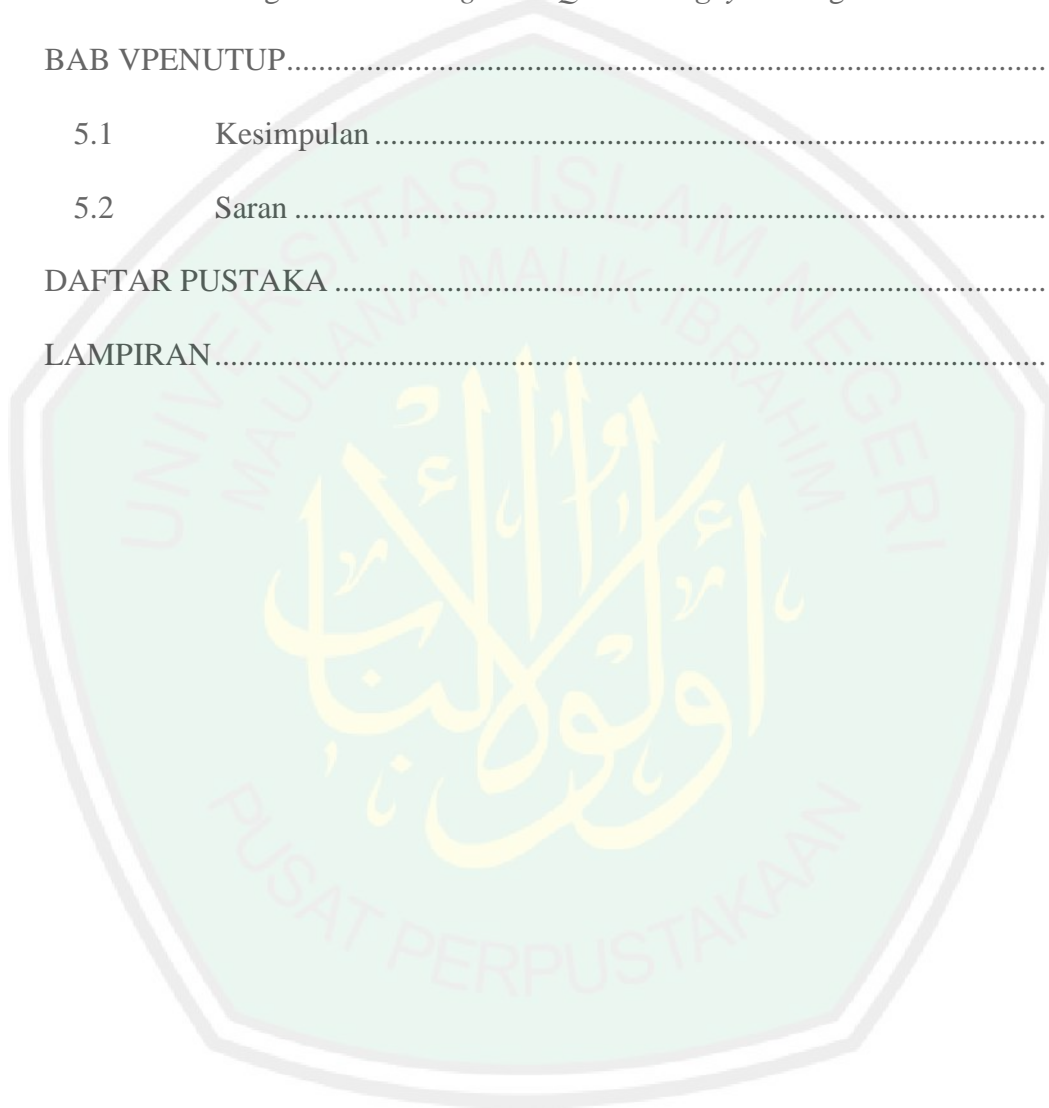 BAB VPENUTUP
5.1 Kesimpulan
5.2 Saran
DAFTAR PUSTAKA
LAMPIRAN
UNIVERSITAS ISLAM NEGERI
MAULANA MALIK IBRAHIM
أولوا الألباب
PUSAT PERPUSTAKAAN